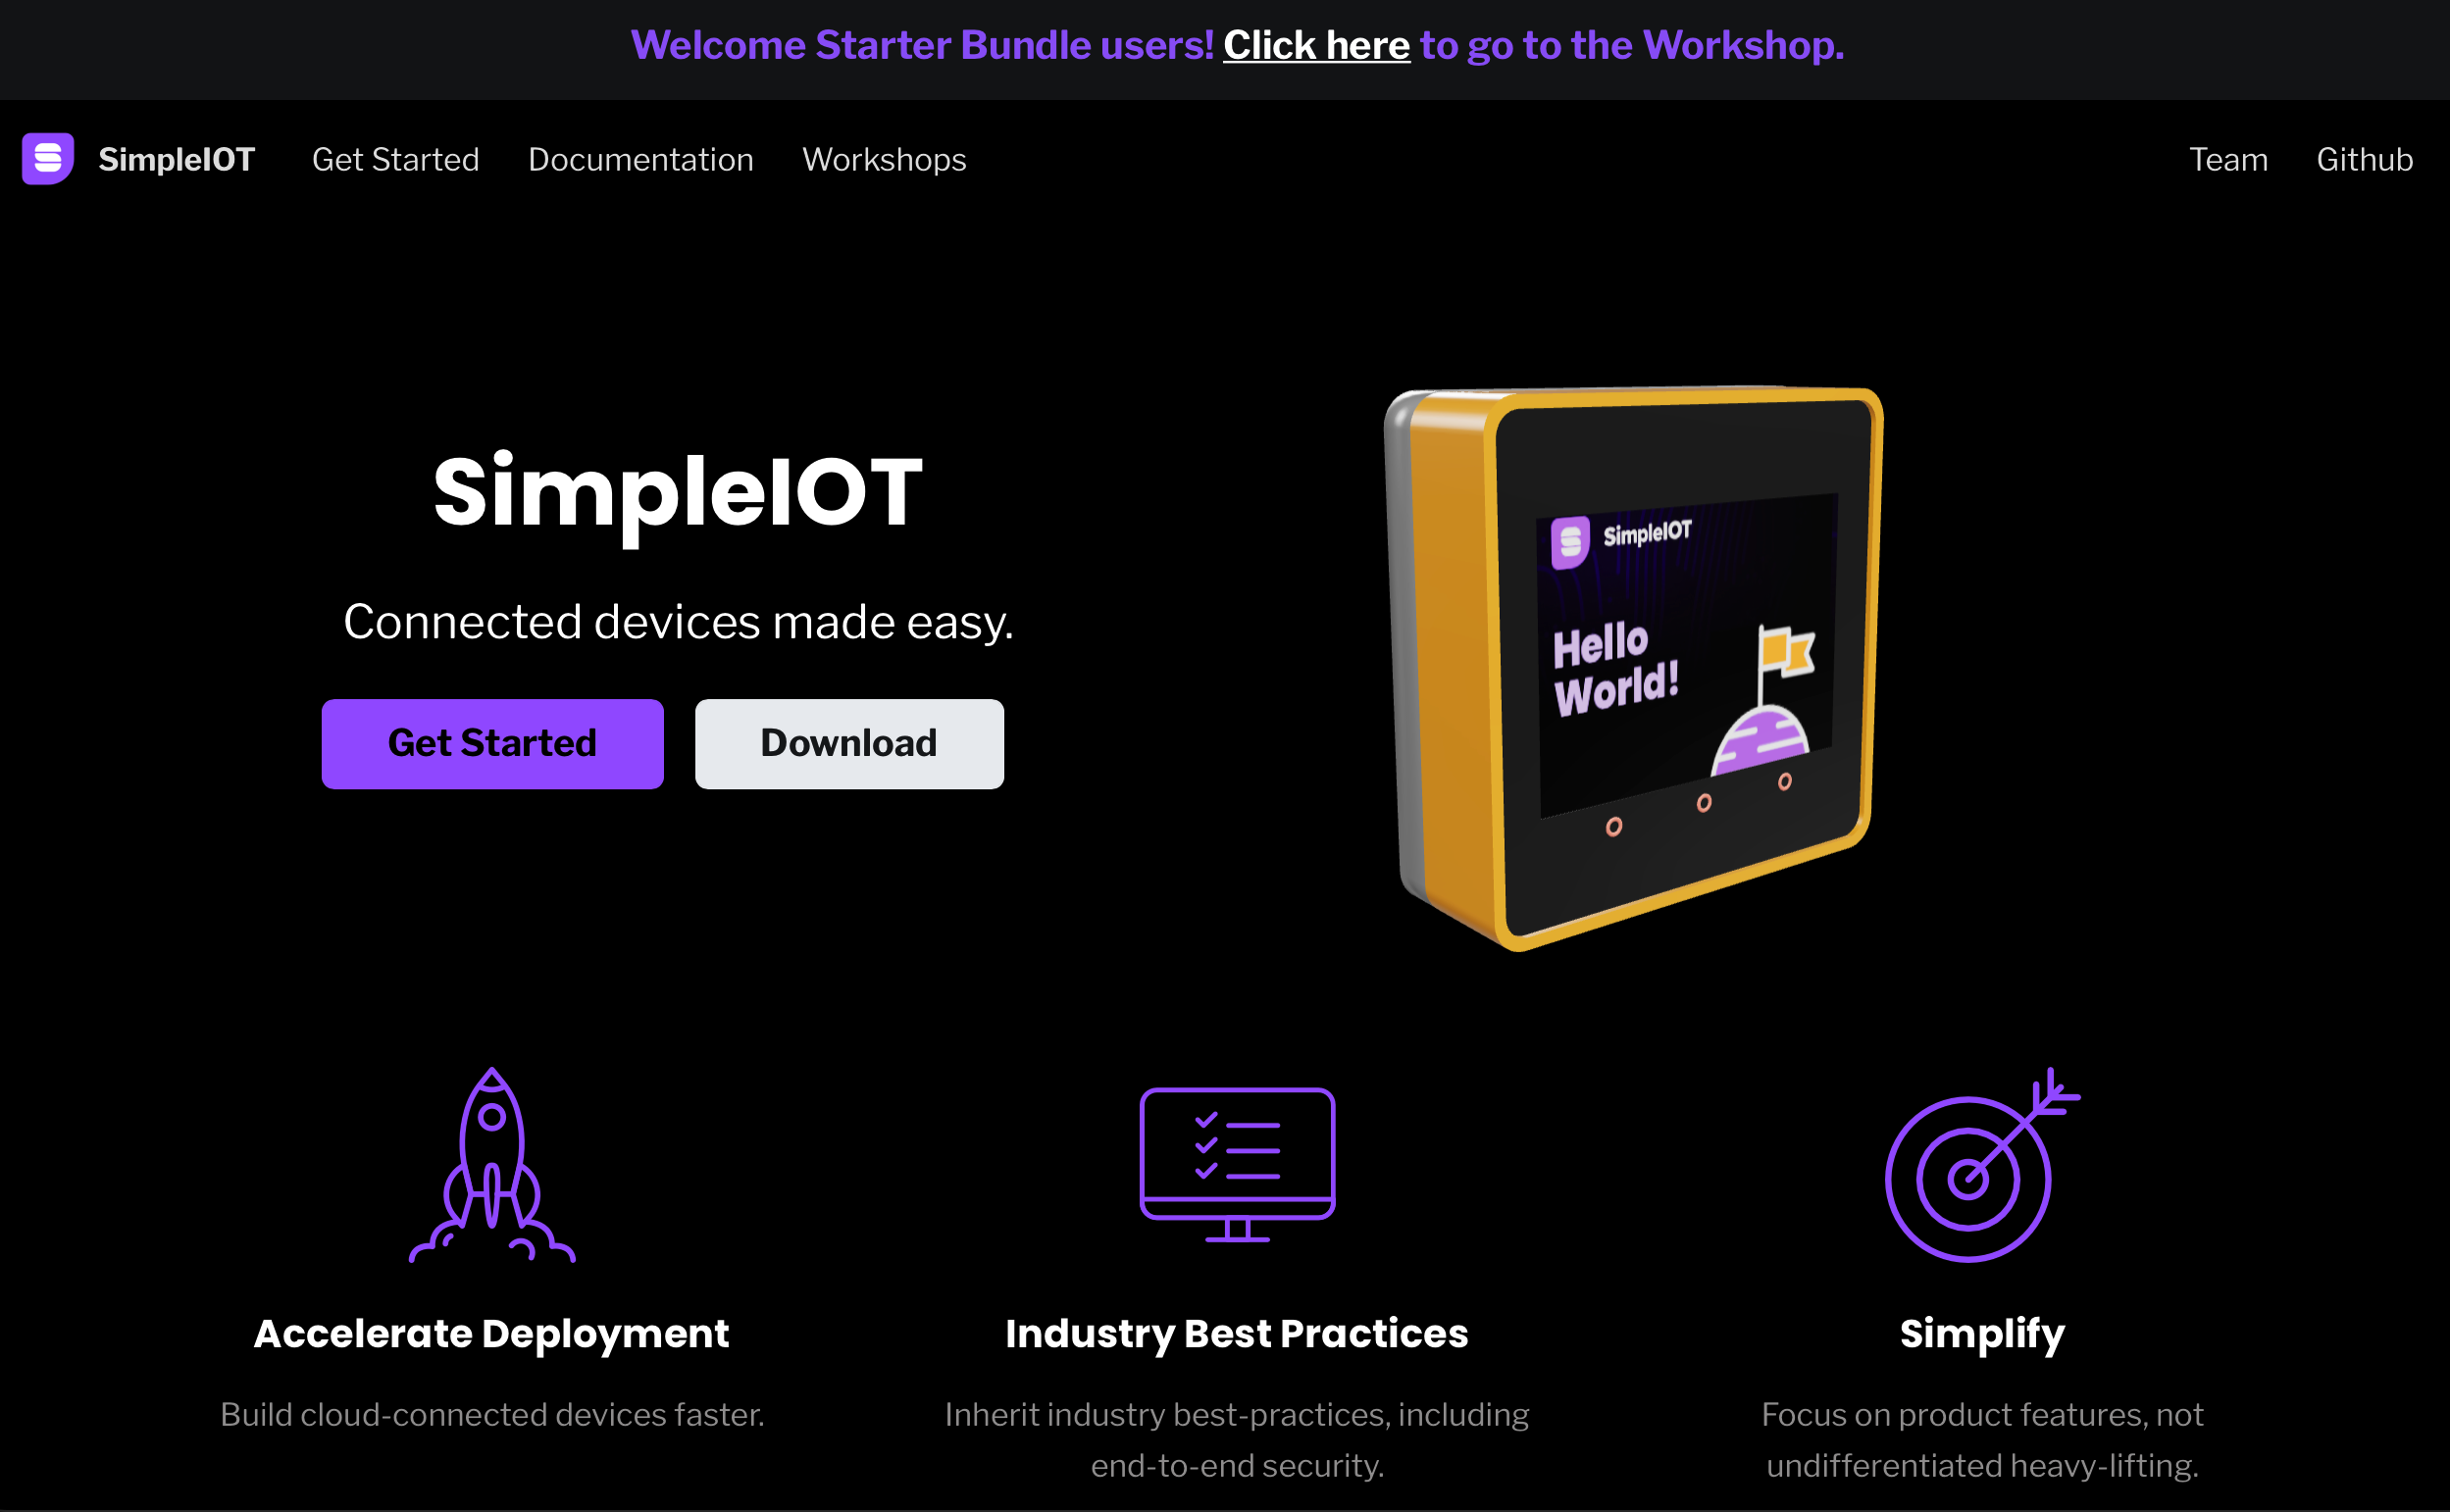 Welcome Starter Bundle users! Click here to go to the Workshop.
SimpleIOT Get Started Documentation Workshops Team Github
SimpleIOT
Connected devices made easy.
Get Started Download
SimpleIOT
Hello
World!
Accelerate Deployment
Build cloud-connected devices faster.
Industry Best Practices
Inherit industry best-practices, including
end-to-end security.
Simplify
Focus on product features, not
undifferentiated heavy-lifting.